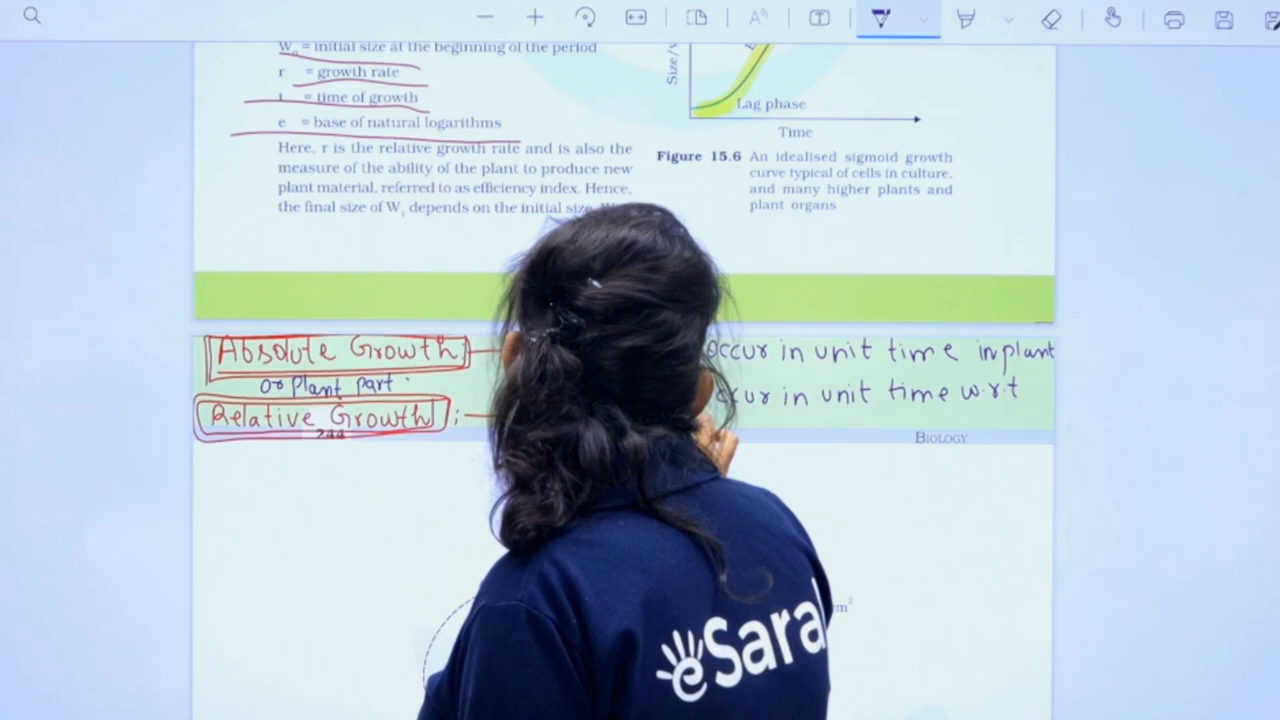 W₀ = initial size at the beginning of the period
r = growth rate
t = time of growth
e = base of natural logarithms
Here, r is the relative growth rate and is also the
measure of the ability of the plant to produce new
plant material, referred to as efficiency index. Hence,
the final size of W₁ depends on the initial size,
Size/
Lag phase
Time
Figure 15.6 An idealised sigmoid growth
curve typical of cells in culture,
and many higher plants and
plant organs
Absolute Growth occur in unit time in plant
or plant part.
Relative Growth : occur in unit time w.r.t
244
BIOLOGY
m²
eSaral